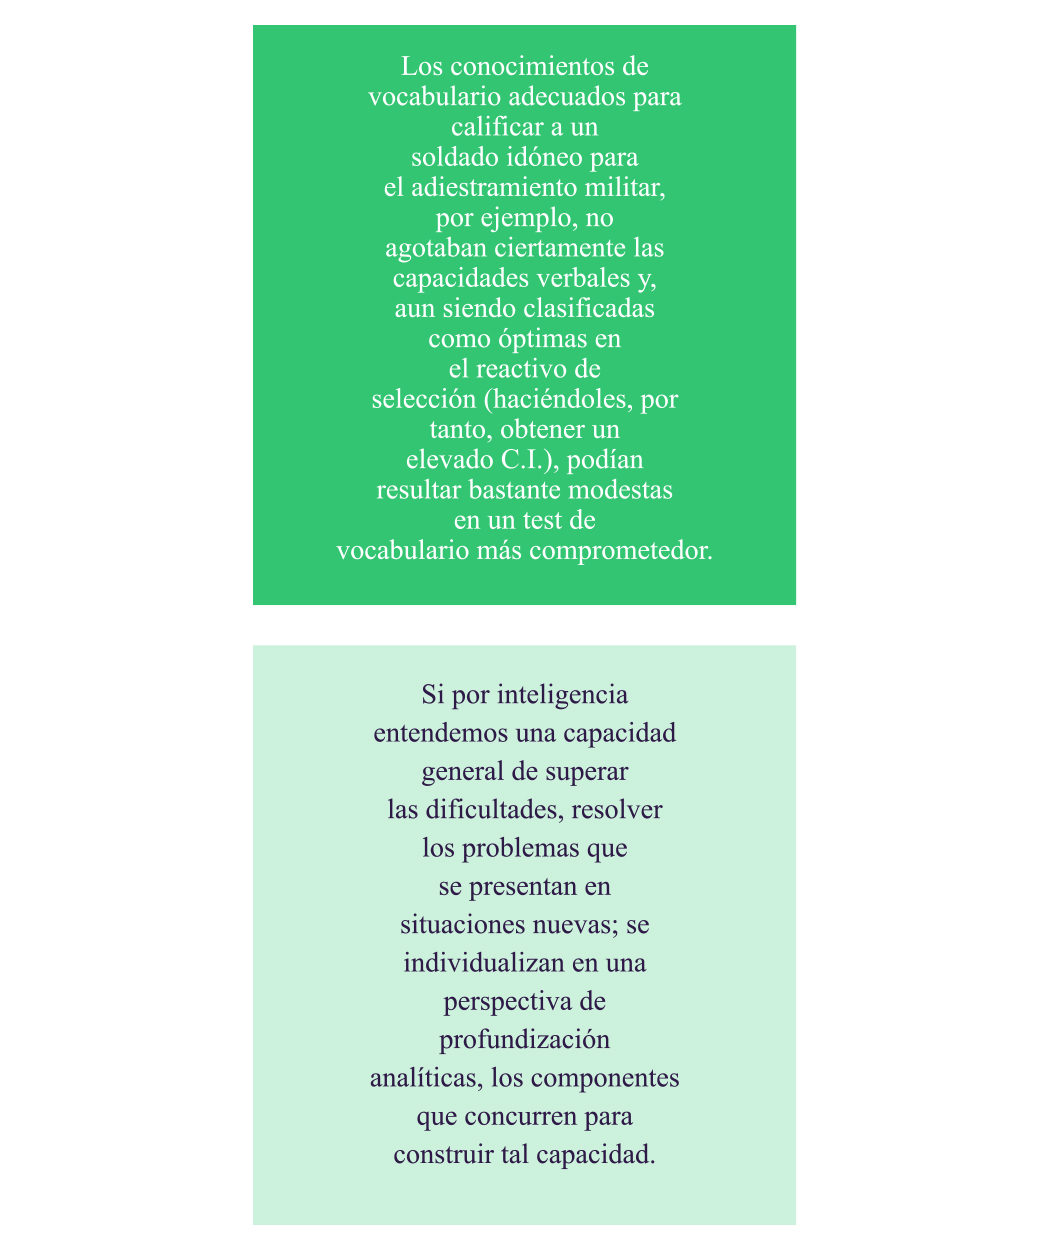 Los conocimientos de
vocabulario adecuados para
calificar a un
soldado idóneo para
el adiestramiento militar,
por ejemplo, no
agotaban ciertamente las
capacidades verbales y,
aun siendo clasificadas
como óptimas en
el reactivo de
selección (haciéndoles, por
tanto, obtener un
elevado C.I.), podían
resultar bastante modestas
en un test de
vocabulario más comprometedor.
Si por inteligencia
entendemos una capacidad
general de superar
las dificultades, resolver
los problemas que
se presentan en
situaciones nuevas; se
individualizan en una
perspectiva de
profundización
analíticas, los componentes
que concurren para
construir tal capacidad.